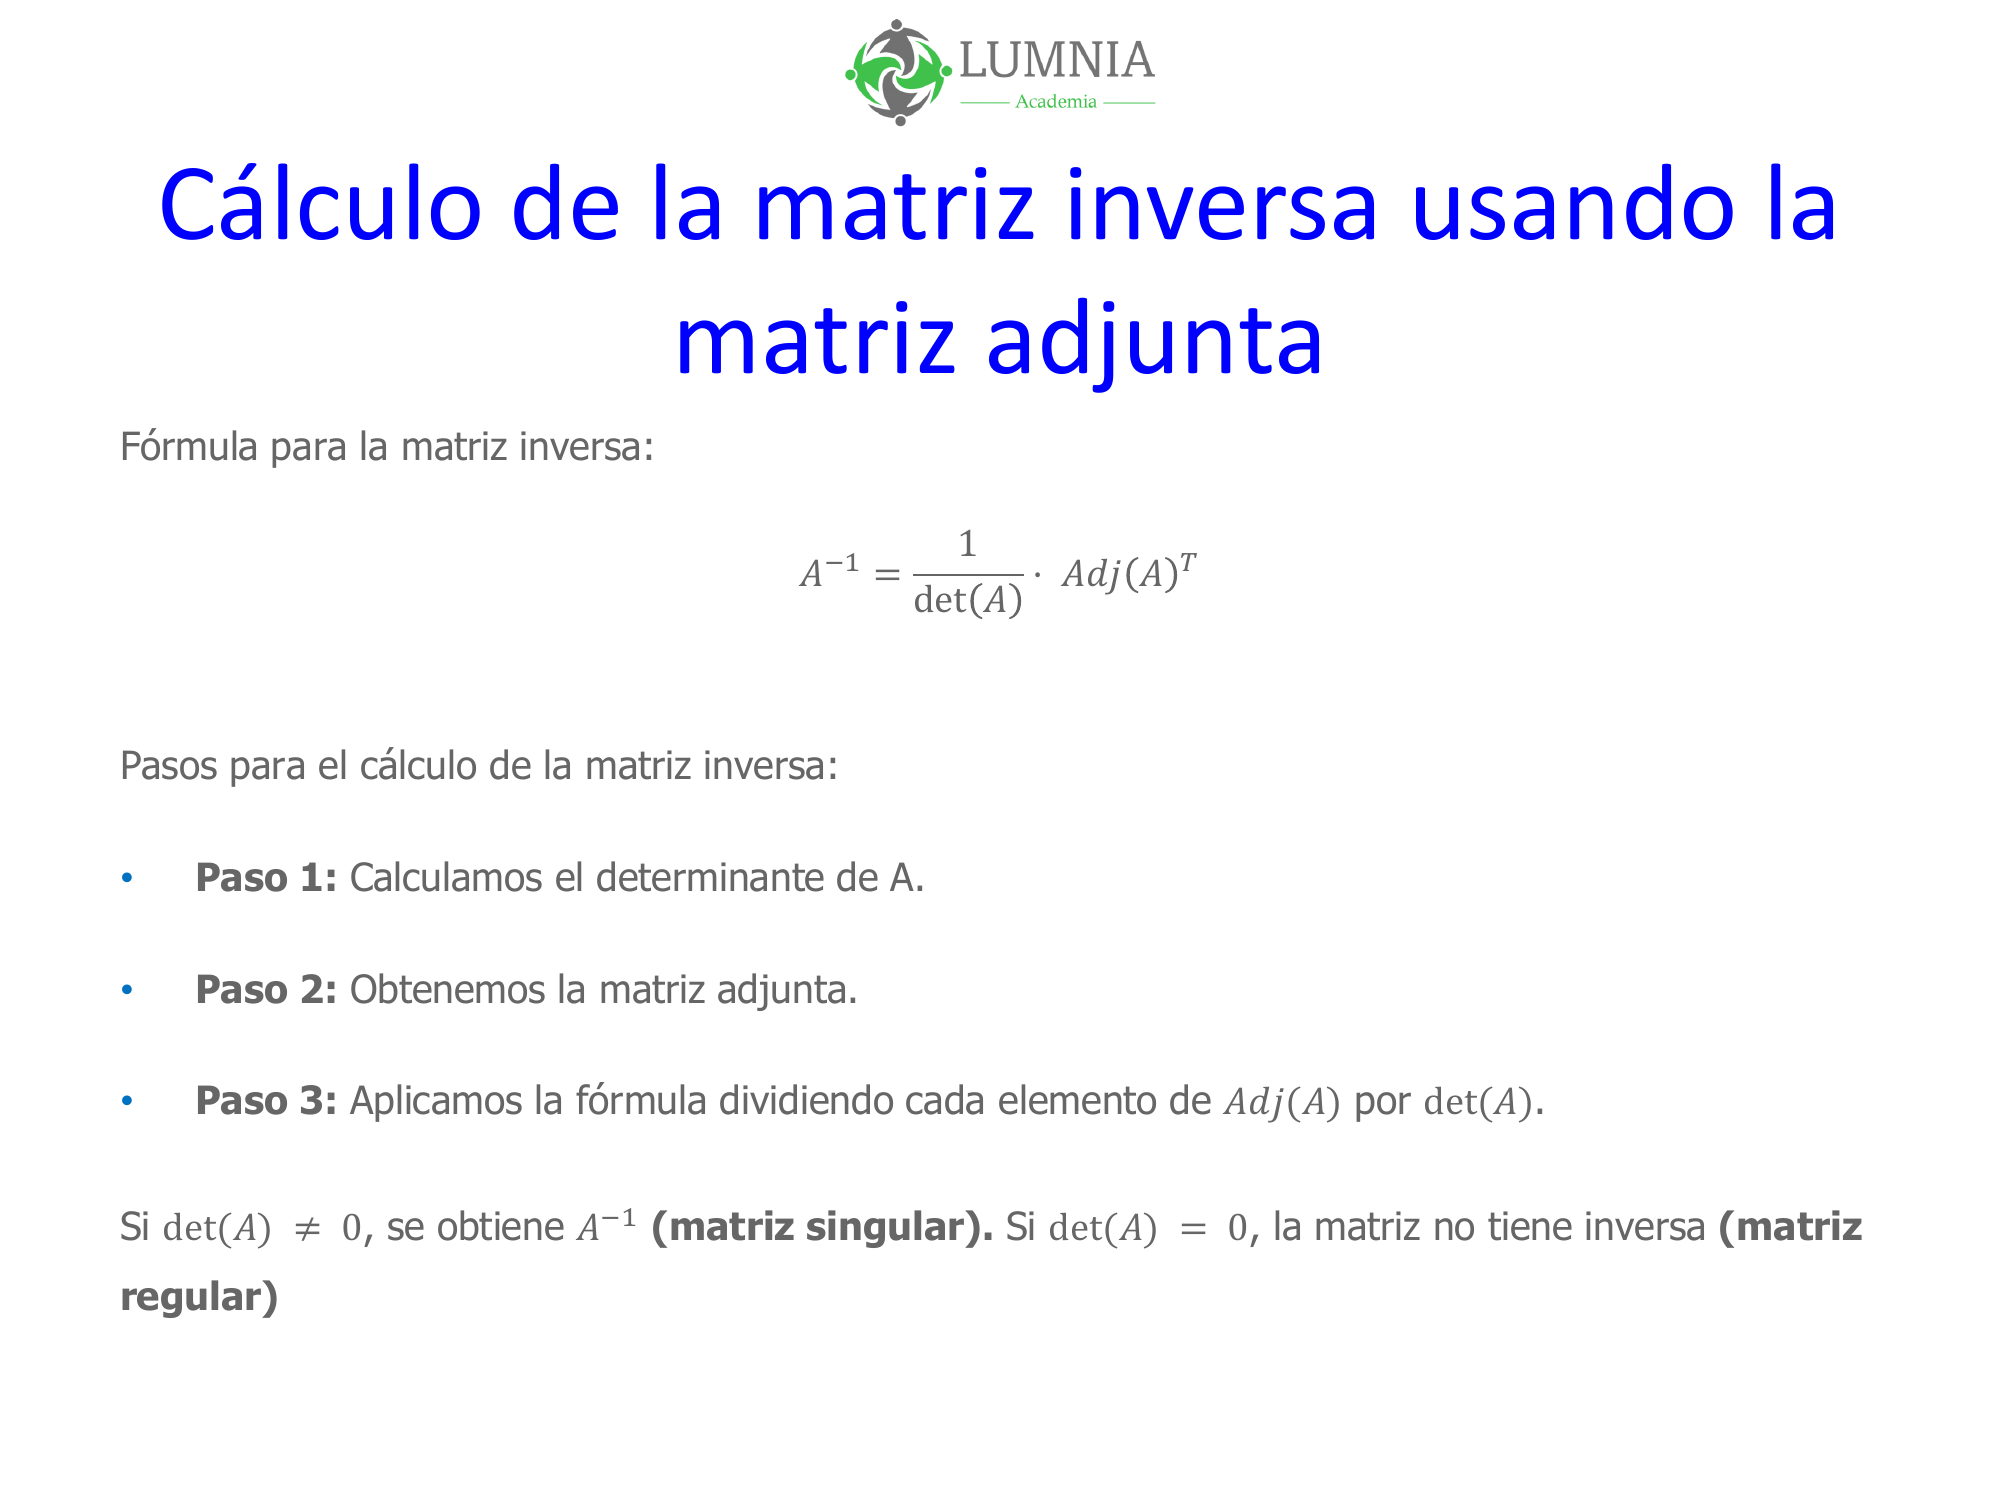 LUMNIA
Academia
Cálculo de la matriz inversa usando la
matriz adjunta
Fórmula para la matriz inversa:
A⁻¹ = 1/det(A) · Adj(A)ᵀ
Pasos para el cálculo de la matriz inversa:
• Paso 1: Calculamos el determinante de A.
• Paso 2: Obtenemos la matriz adjunta.
• Paso 3: Aplicamos la fórmula dividiendo cada elemento de Adj(A) por det(A).
Si det(A) ≠ 0, se obtiene A⁻¹ (matriz singular). Si det(A) = 0, la matriz no tiene inversa (matriz
regular)